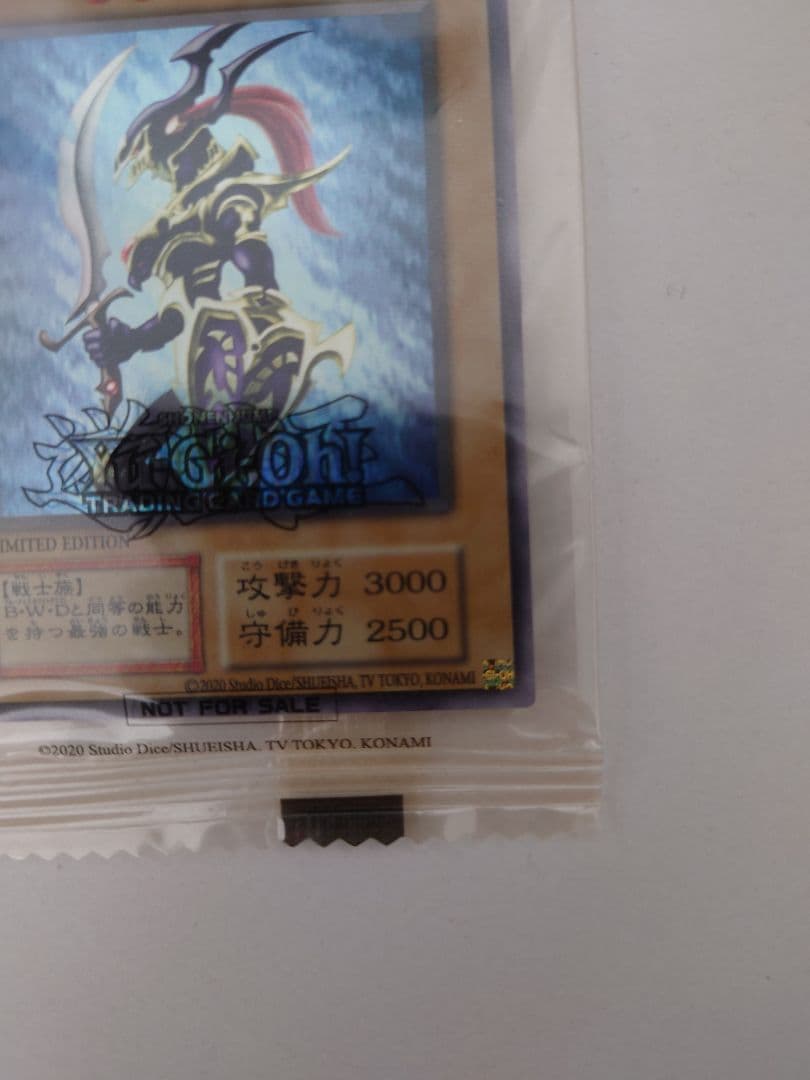 SHONEN JUMP
Yu-Gi-Oh!
TRADING CARD GAME
IMITED EDITION
こう げき りょく
攻撃力 3000
しゅ び りょく
守備力 2500
【戦士族】
B・W・Dと同等の能力
を持つ最強の戦士。
©2020 Studio Dice/SHUEISHA, TV TOKYO, KONAMI
NOT FOR SALE
©2020 Studio Dice/SHUEISHA, TV TOKYO, KONAMI